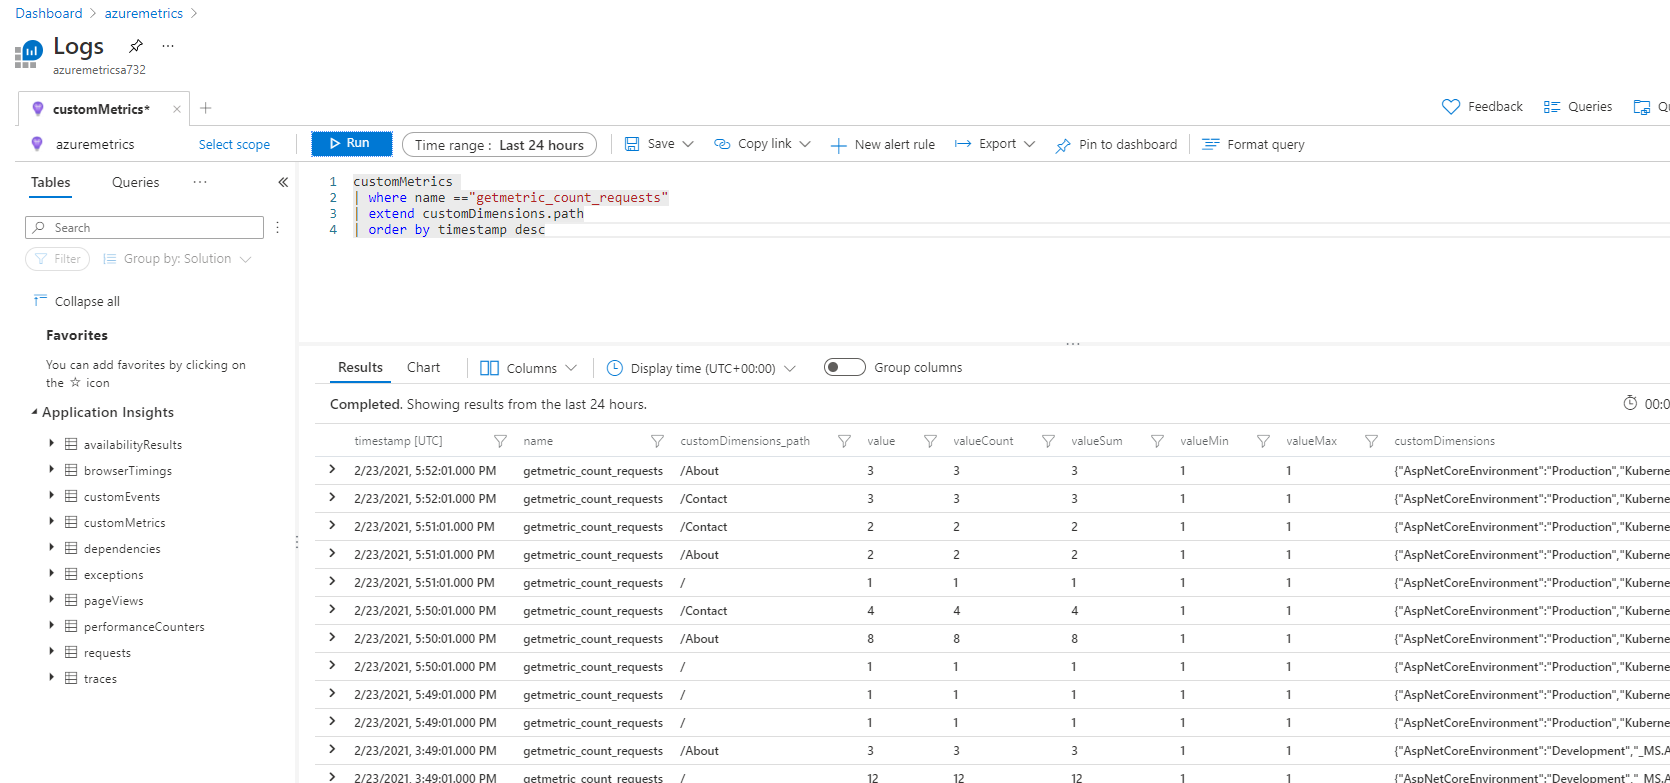 Dashboard > azuremetrics >
Logs ...
azuremetricsa732
customMetrics* × +
Feedback Queries
azuremetrics Select scope Run Time range : Last 24 hours Save Copy link New alert rule Export Pin to dashboard Format query
Tables Queries ... «
Search
Filter Group by: Solution
Collapse all
Favorites
You can add favorites by clicking on
the ☆ icon
Application Insights
availabilityResults
browserTimings
customEvents
customMetrics
dependencies
exceptions
pageViews
performanceCounters
requests
traces
1 customMetrics
2 | where name =="getmetric_count_requests"
3 | extend customDimensions.path
4 | order by timestamp desc
Results Chart Columns Display time (UTC+00:00) Group columns
Completed. Showing results from the last 24 hours. 00:0
timestamp [UTC] name customDimensions_path value valueCount valueSum valueMin valueMax customDimensions
2/23/2021, 5:52:01.000 PM getmetric_count_requests /About 3 3 3 1 1 {"AspNetCoreEnvironment":"Production","Kuberne
2/23/2021, 5:52:01.000 PM getmetric_count_requests /Contact 3 3 3 1 1 {"AspNetCoreEnvironment":"Production","Kuberne
2/23/2021, 5:51:01.000 PM getmetric_count_requests /Contact 2 2 2 1 1 {"AspNetCoreEnvironment":"Production","Kuberne
2/23/2021, 5:51:01.000 PM getmetric_count_requests /About 2 2 2 1 1 {"AspNetCoreEnvironment":"Production","Kuberne
2/23/2021, 5:51:01.000 PM getmetric_count_requests / 1 1 1 1 1 {"AspNetCoreEnvironment":"Production","Kuberne
2/23/2021, 5:50:01.000 PM getmetric_count_requests /Contact 4 4 4 1 1 {"AspNetCoreEnvironment":"Production","Kuberne
2/23/2021, 5:50:01.000 PM getmetric_count_requests /About 8 8 8 1 1 {"AspNetCoreEnvironment":"Production","Kuberne
2/23/2021, 5:50:01.000 PM getmetric_count_requests / 1 1 1 1 1 {"AspNetCoreEnvironment":"Production","Kuberne
2/23/2021, 5:49:01.000 PM getmetric_count_requests / 1 1 1 1 1 {"AspNetCoreEnvironment":"Production","Kuberne
2/23/2021, 5:49:01.000 PM getmetric_count_requests / 1 1 1 1 1 {"AspNetCoreEnvironment":"Production","Kuberne
2/23/2021, 3:49:01.000 PM getmetric_count_requests /About 3 3 3 1 1 {"AspNetCoreEnvironment":"Development","_MS.A
2/23/2021, 3:49:01.000 PM getmetric_count_requests / 12 12 12 1 1 {"AspNetCoreEnvironment":"Development","_MS.A